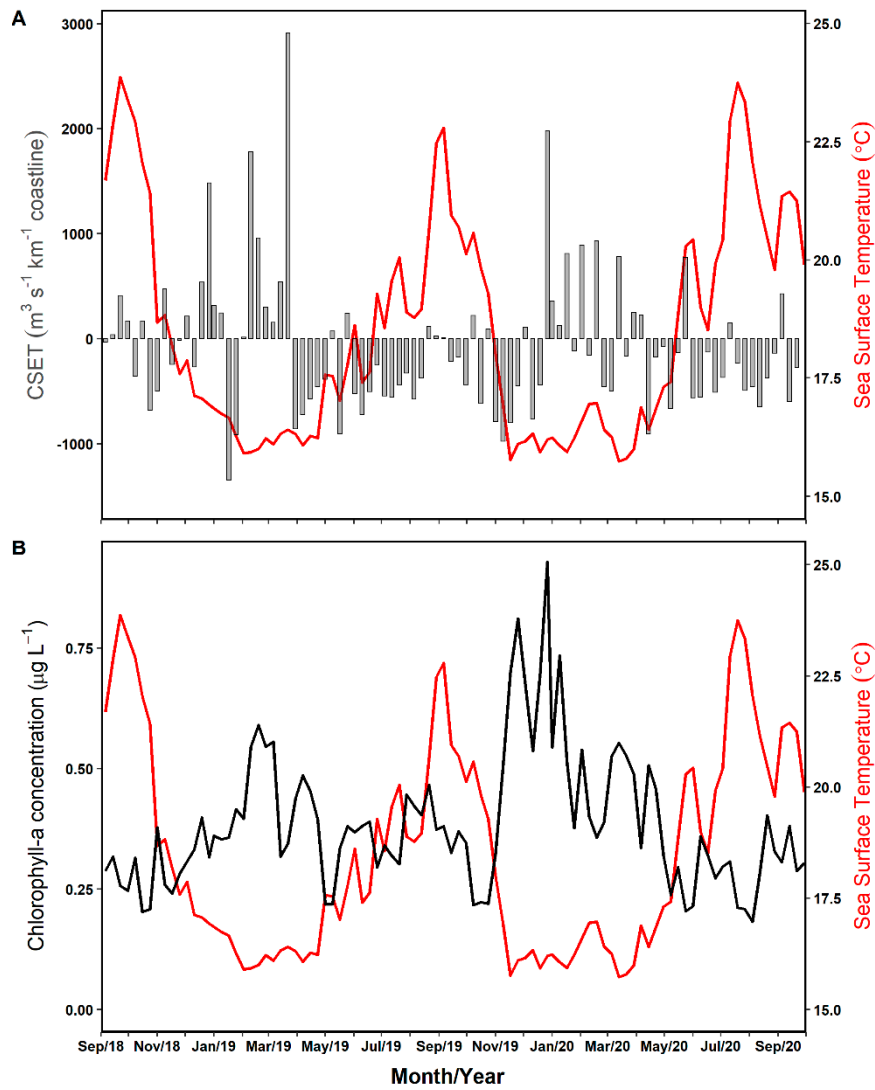 A
3000
2000
1000
0
-1000
CSET (m³ s⁻¹ km⁻¹ coastline)
25.0
22.5
20.0
17.5
15.0
Sea Surface Temperature (°C)
B
0.75
0.50
0.25
0.00
Chlorophyll-a concentration (µg L⁻¹)
25.0
22.5
20.0
17.5
15.0
Sea Surface Temperature (°C)
Sep/18 Nov/18 Jan/19 Mar/19 May/19 Jul/19 Sep/19 Nov/19 Jan/20 Mar/20 May/20 Jul/20 Sep/20
Month/Year